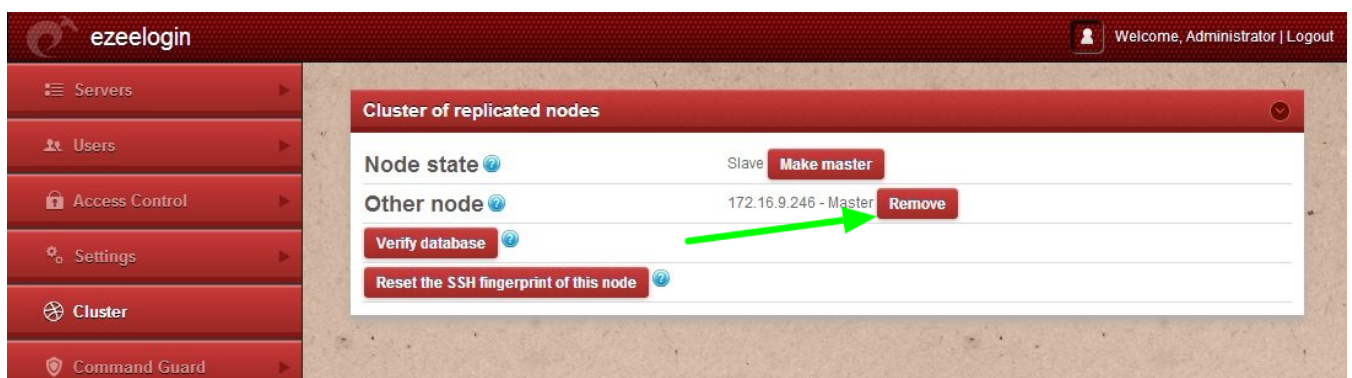 ezeelogin
Welcome, Administrator | Logout
Servers
Users
Access Control
Settings
Cluster
Command Guard
Cluster of replicated nodes
Node state
Slave Make master
Other node
172.16.9.246 - Master Remove
Verify database
Reset the SSH fingerprint of this node